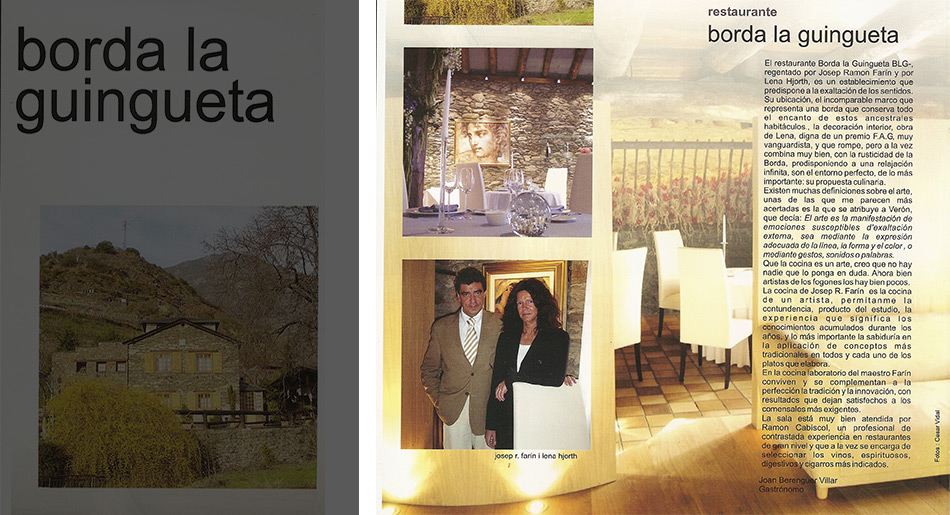 borda la
guingueta
restaurante
borda la guingueta
El restaurante Borda la Guingueta BLG-,
regentado por Josep Ramon Farín y por
Lena Hjorth, es un establecimiento que
predispone a la exaltación de los sentidos.
Su ubicación, el incomparable marco que
representa una borda que conserva todo
el encanto de estos ancestrales
habitáculos., la decoración interior, obra
de Lena, digna de un premio F.A.G, muy
vanguardista, y que rompe, pero a la vez
combina muy bien, con la rusticidad de la
Borda, predisponiendo a una relajación
infinita, son el entorno perfecto, de lo más
importante: su propuesta culinaria.
Existen muchas definiciones sobre el arte,
unas de las que me parecen más
acertadas es la que se atribuye a Verón,
que decía: El arte es la manifestación de
emociones susceptibles d'exaltación
externa, sea mediante la expresión
adecuada de la línea, la forma y el color, o
mediante gestos, sonidos o palabras.
Que la cocina es un arte, creo que no hay
nadie que lo ponga en duda. Ahora bien
artistas de los fogones los hay bien pocos.
La cocina de Josep R. Farín es la cocina
de un artista, permitanme la
contundencia, producto del estudio, la
experiencia que significa los
conocimientos acumulados durante los
años, y lo más importante la sabiduría en
la aplicación de conceptos más
tradicionales en todos y cada uno de los
platos que elabora.
En la cocina laboratorio del maestro Farín
conviven y se complementan a la
perfección la tradición y la innovación, con
resultados que dejan satisfechos a los
comensales más exigentes.
La sala está muy bien atendida por
Ramon Cabiscol, un profesional de
contrastada experiencia en restaurantes
de gran nivel y que a la vez se encarga de
seleccionar los vinos, espirituosos,
digestivos y cigarros más indicados.
Joan Berenguer Villar
Gastrónomo
josep r. farin i lena hjorth
Fotos : Cesar Vidal